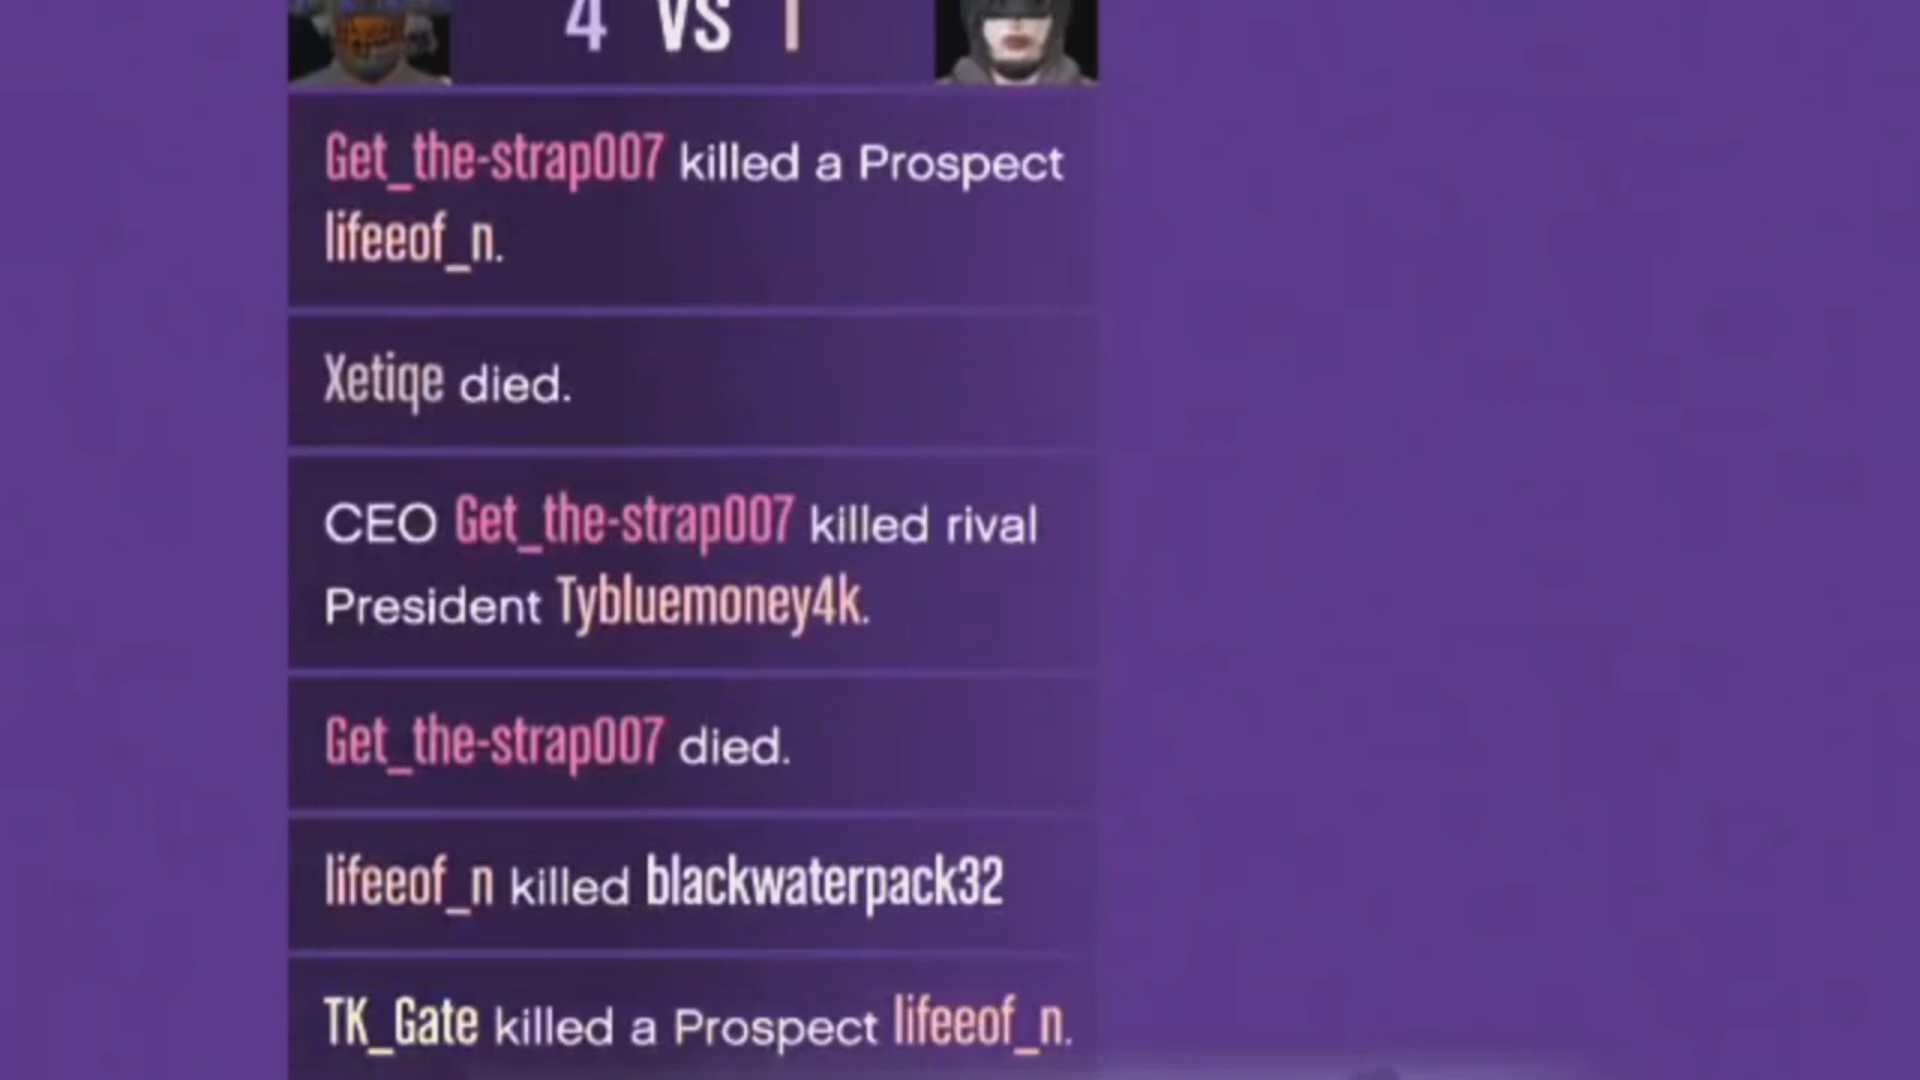 4 VS 1
Get_the-strap007 killed a Prospect
lifeeof_n.
Xetiqe died.
CEO Get_the-strap007 killed rival
President Tybluemoney4k.
Get_the-strap007 died.
lifeeof_n killed blackwaterpack32
TK_Gate killed a Prospect lifeeof_n.